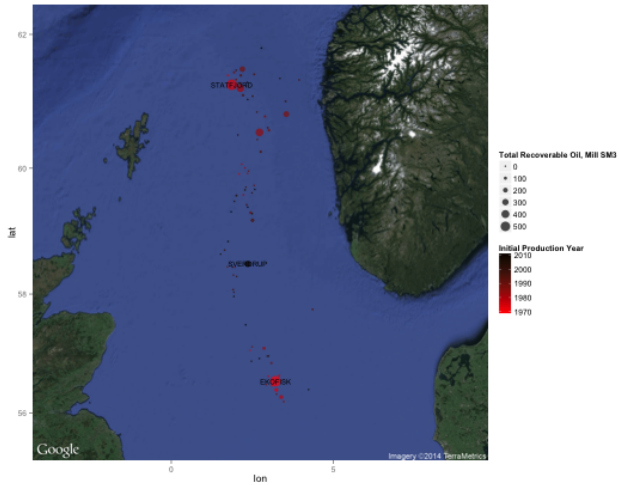 62
60
58
56
lat
0
5
lon
STATFJORD
SVERDRUP
EKOFISK
Google
Imagery ©2014 TerraMetrics
Total Recoverable Oil, Mill SM3
0
100
200
300
400
500
Initial Production Year
2010
2000
1990
1980
1970